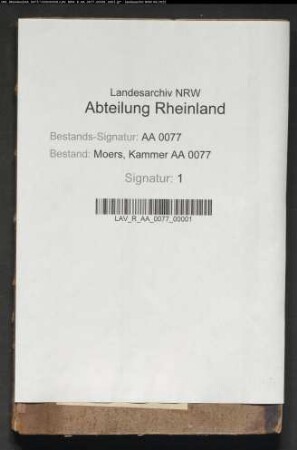 Landesarchiv NRW
Abteilung Rheinland
Bestands-Signatur: AA 0077
Bestand: Moers, Kammer AA 0077
Signatur: 1
LAV_R_AA_0077_00001